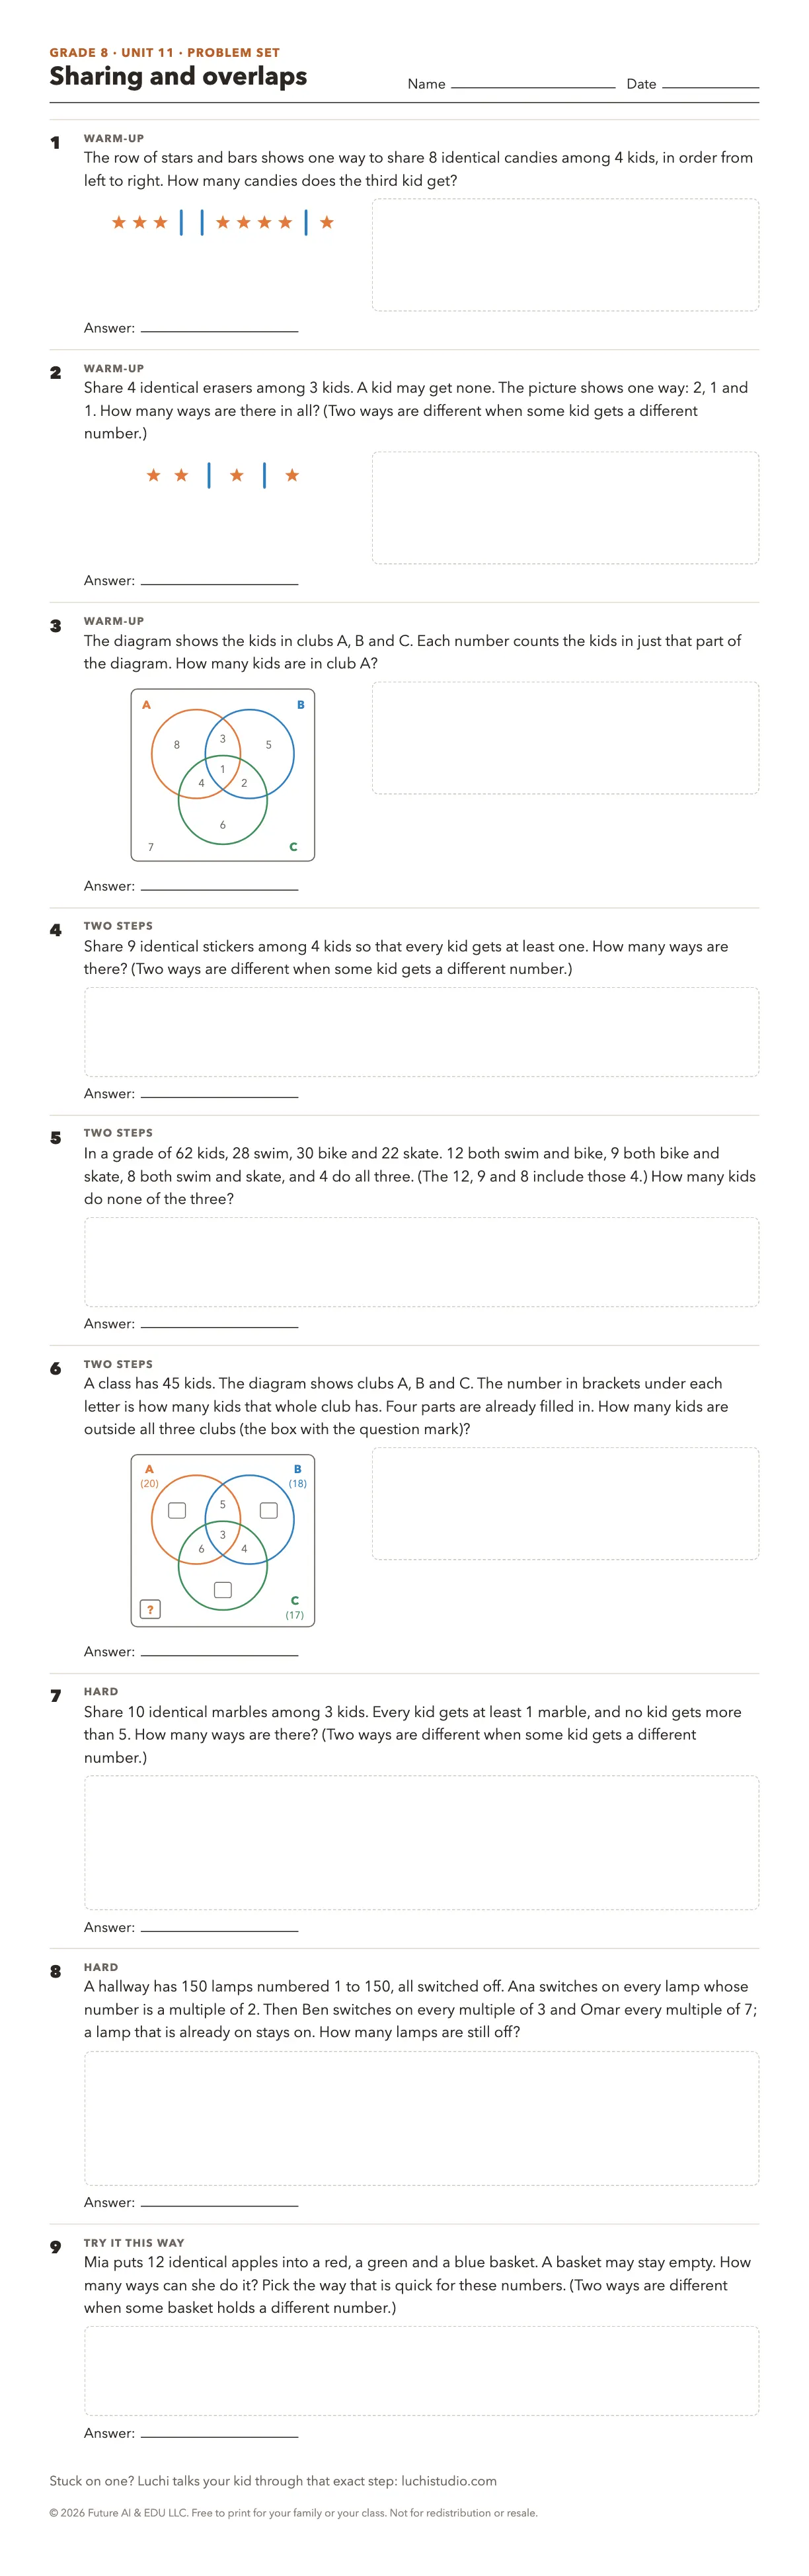 GRADE 8 · UNIT 11 · PROBLEM SET
Sharing and overlaps
Name
Date
1
WARM-UP
The row of stars and bars shows one way to share 8 identical candies among 4 kids, in order from
left to right. How many candies does the third kid get?
Answer:
2
WARM-UP
Share 4 identical erasers among 3 kids. A kid may get none. The picture shows one way: 2, 1 and
1. How many ways are there in all? (Two ways are different when some kid gets a different
number.)
Answer:
3
WARM-UP
The diagram shows the kids in clubs A, B and C. Each number counts the kids in just that part of
the diagram. How many kids are in club A?
A
B
8
3
5
1
4
2
6
7
C
Answer:
4
TWO STEPS
Share 9 identical stickers among 4 kids so that every kid gets at least one. How many ways are
there? (Two ways are different when some kid gets a different number.)
Answer:
5
TWO STEPS
In a grade of 62 kids, 28 swim, 30 bike and 22 skate. 12 both swim and bike, 9 both bike and
skate, 8 both swim and skate, and 4 do all three. (The 12, 9 and 8 include those 4.) How many kids
do none of the three?
Answer:
6
TWO STEPS
A class has 45 kids. The diagram shows clubs A, B and C. The number in brackets under each
letter is how many kids that whole club has. Four parts are already filled in. How many kids are
outside all three clubs (the box with the question mark)?
A
(20)
B
(18)
5
3
6
4
?
C
(17)
Answer:
7
HARD
Share 10 identical marbles among 3 kids. Every kid gets at least 1 marble, and no kid gets more
than 5. How many ways are there? (Two ways are different when some kid gets a different
number.)
Answer:
8
HARD
A hallway has 150 lamps numbered 1 to 150, all switched off. Ana switches on every lamp whose
number is a multiple of 2. Then Ben switches on every multiple of 3 and Omar every multiple of 7;
a lamp that is already on stays on. How many lamps are still off?
Answer:
9
TRY IT THIS WAY
Mia puts 12 identical apples into a red, a green and a blue basket. A basket may stay empty. How
many ways can she do it? Pick the way that is quick for these numbers. (Two ways are different
when some basket holds a different number.)
Answer:
Stuck on one? Luchi talks your kid through that exact step: luchistudio.com
© 2026 Future AI & EDU LLC. Free to print for your family or your class. Not for redistribution or resale.